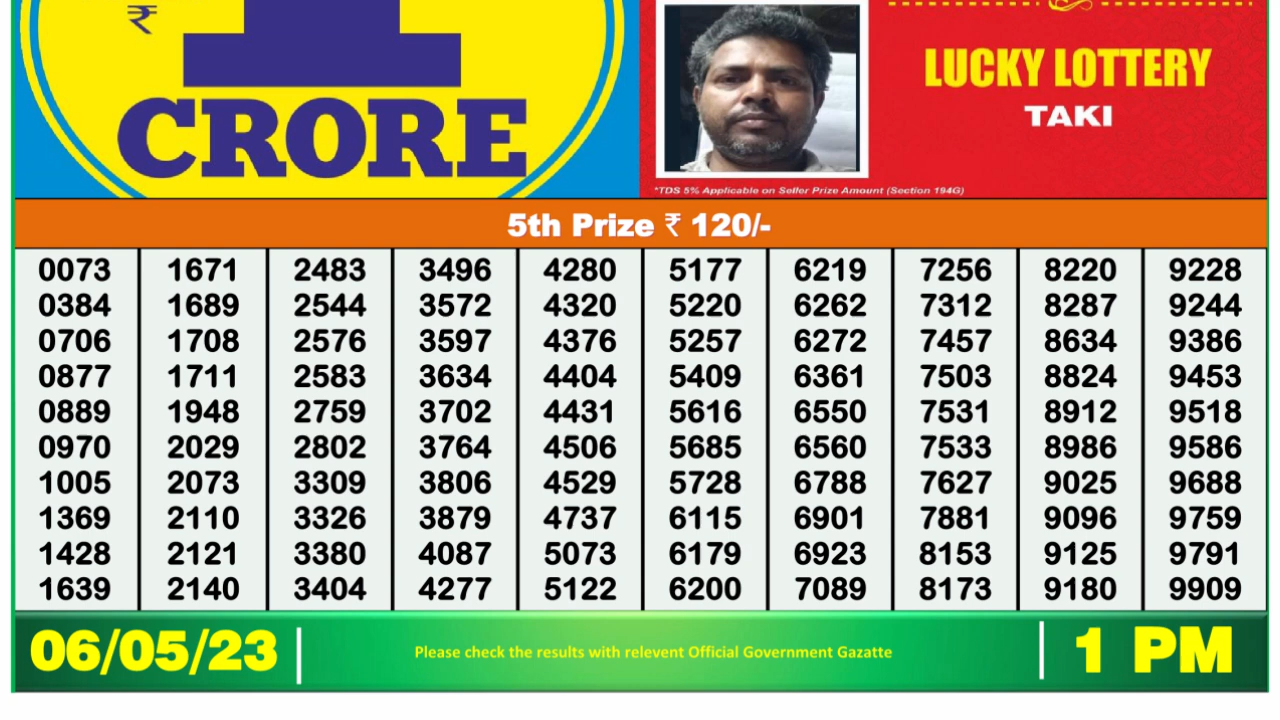 ₹
1
CRORE
LUCKY LOTTERY
TAKI
*TDS 5% Applicable on Seller Prize Amount (Section 194G)
5th Prize ₹ 120/-
0073 1671 2483 3496 4280 5177 6219 7256 8220 9228
0384 1689 2544 3572 4320 5220 6262 7312 8287 9244
0706 1708 2576 3597 4376 5257 6272 7457 8634 9386
0877 1711 2583 3634 4404 5409 6361 7503 8824 9453
0889 1948 2759 3702 4431 5616 6550 7531 8912 9518
0970 2029 2802 3764 4506 5685 6560 7533 8986 9586
1005 2073 3309 3806 4529 5728 6788 7627 9025 9688
1369 2110 3326 3879 4737 6115 6901 7881 9096 9759
1428 2121 3380 4087 5073 6179 6923 8153 9125 9791
1639 2140 3404 4277 5122 6200 7089 8173 9180 9909
06/05/23
Please check the results with relevent Official Government Gazatte
1 PM